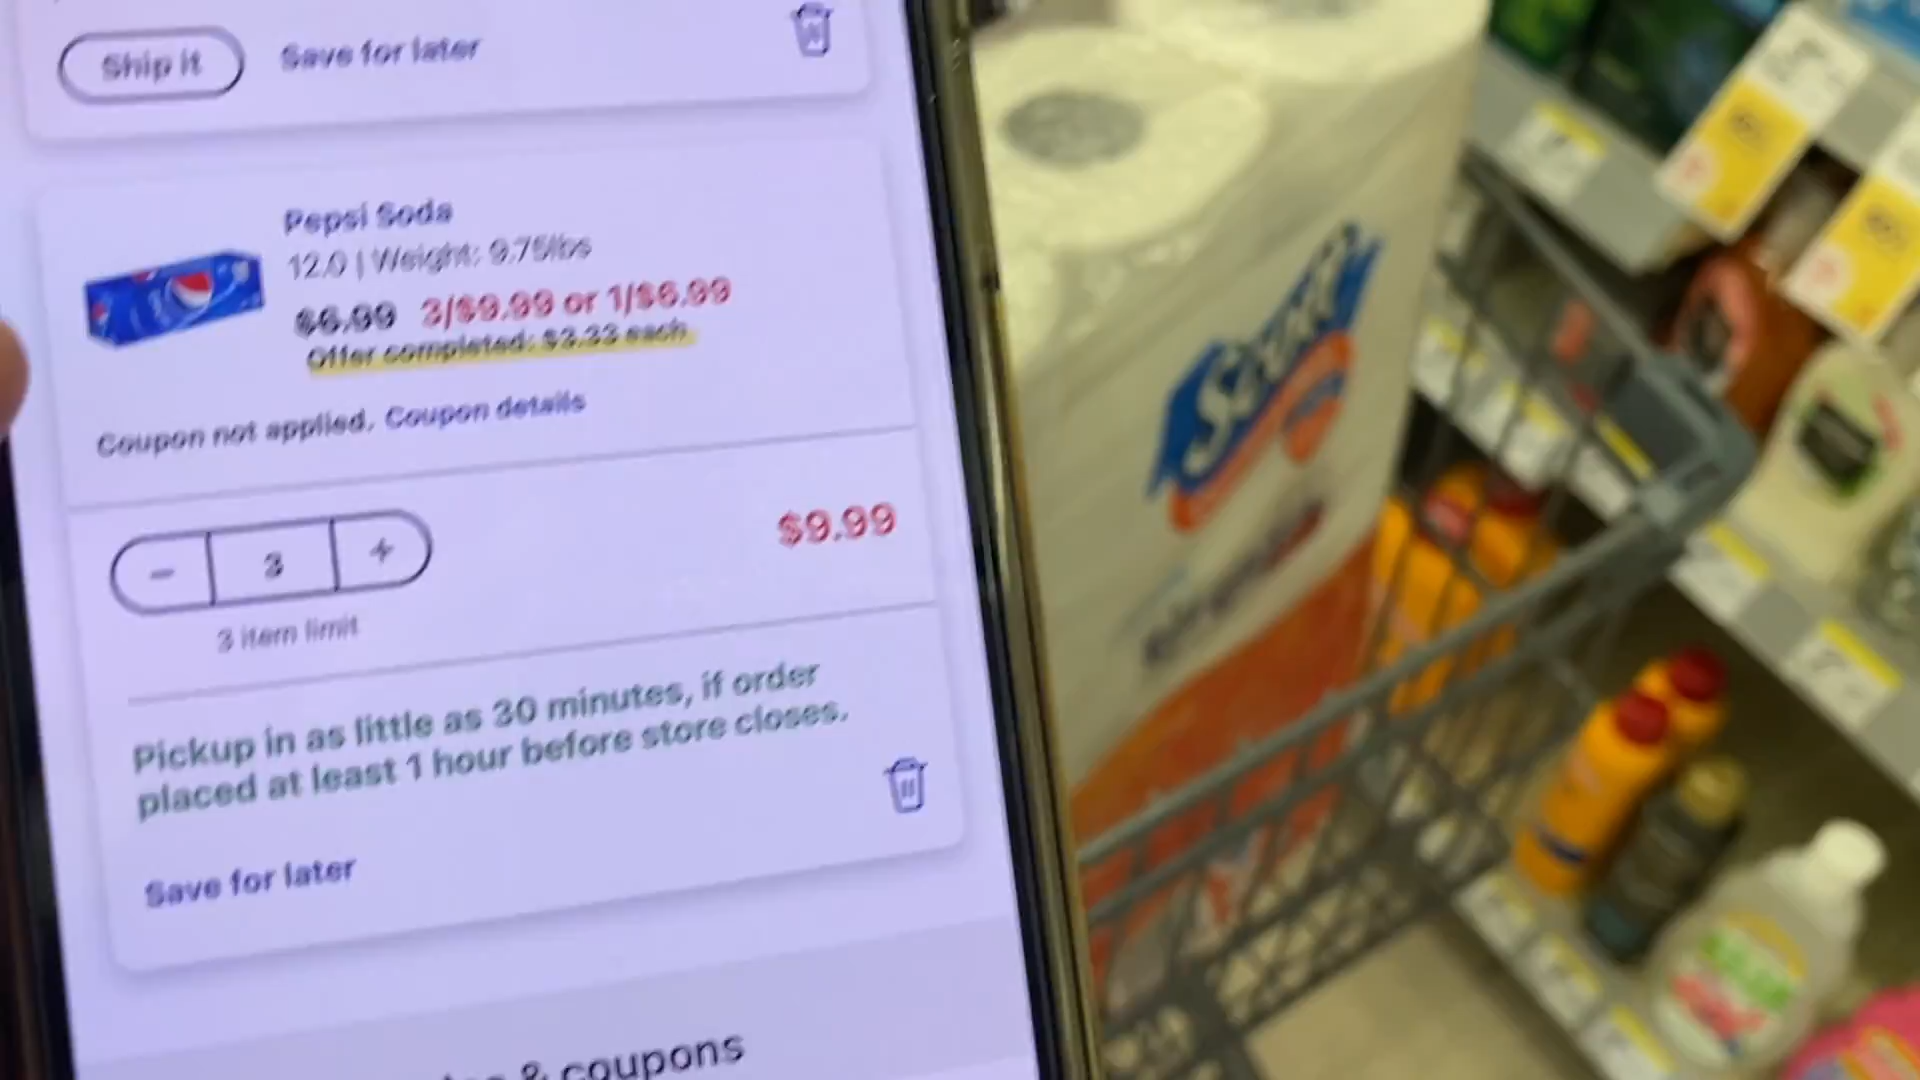 Ship it
Save for later
Pepsi Soda
12.0 | Weight: 9.75lbs
$6.99 3/$9.99 or 1/$6.99
Offer completed: $3.33 each
Coupon not applied. Coupon details
− 3 +
$9.99
3 item limit
Pickup in as little as 30 minutes, if order
placed at least 1 hour before store closes.
Save for later
& coupons
Scott